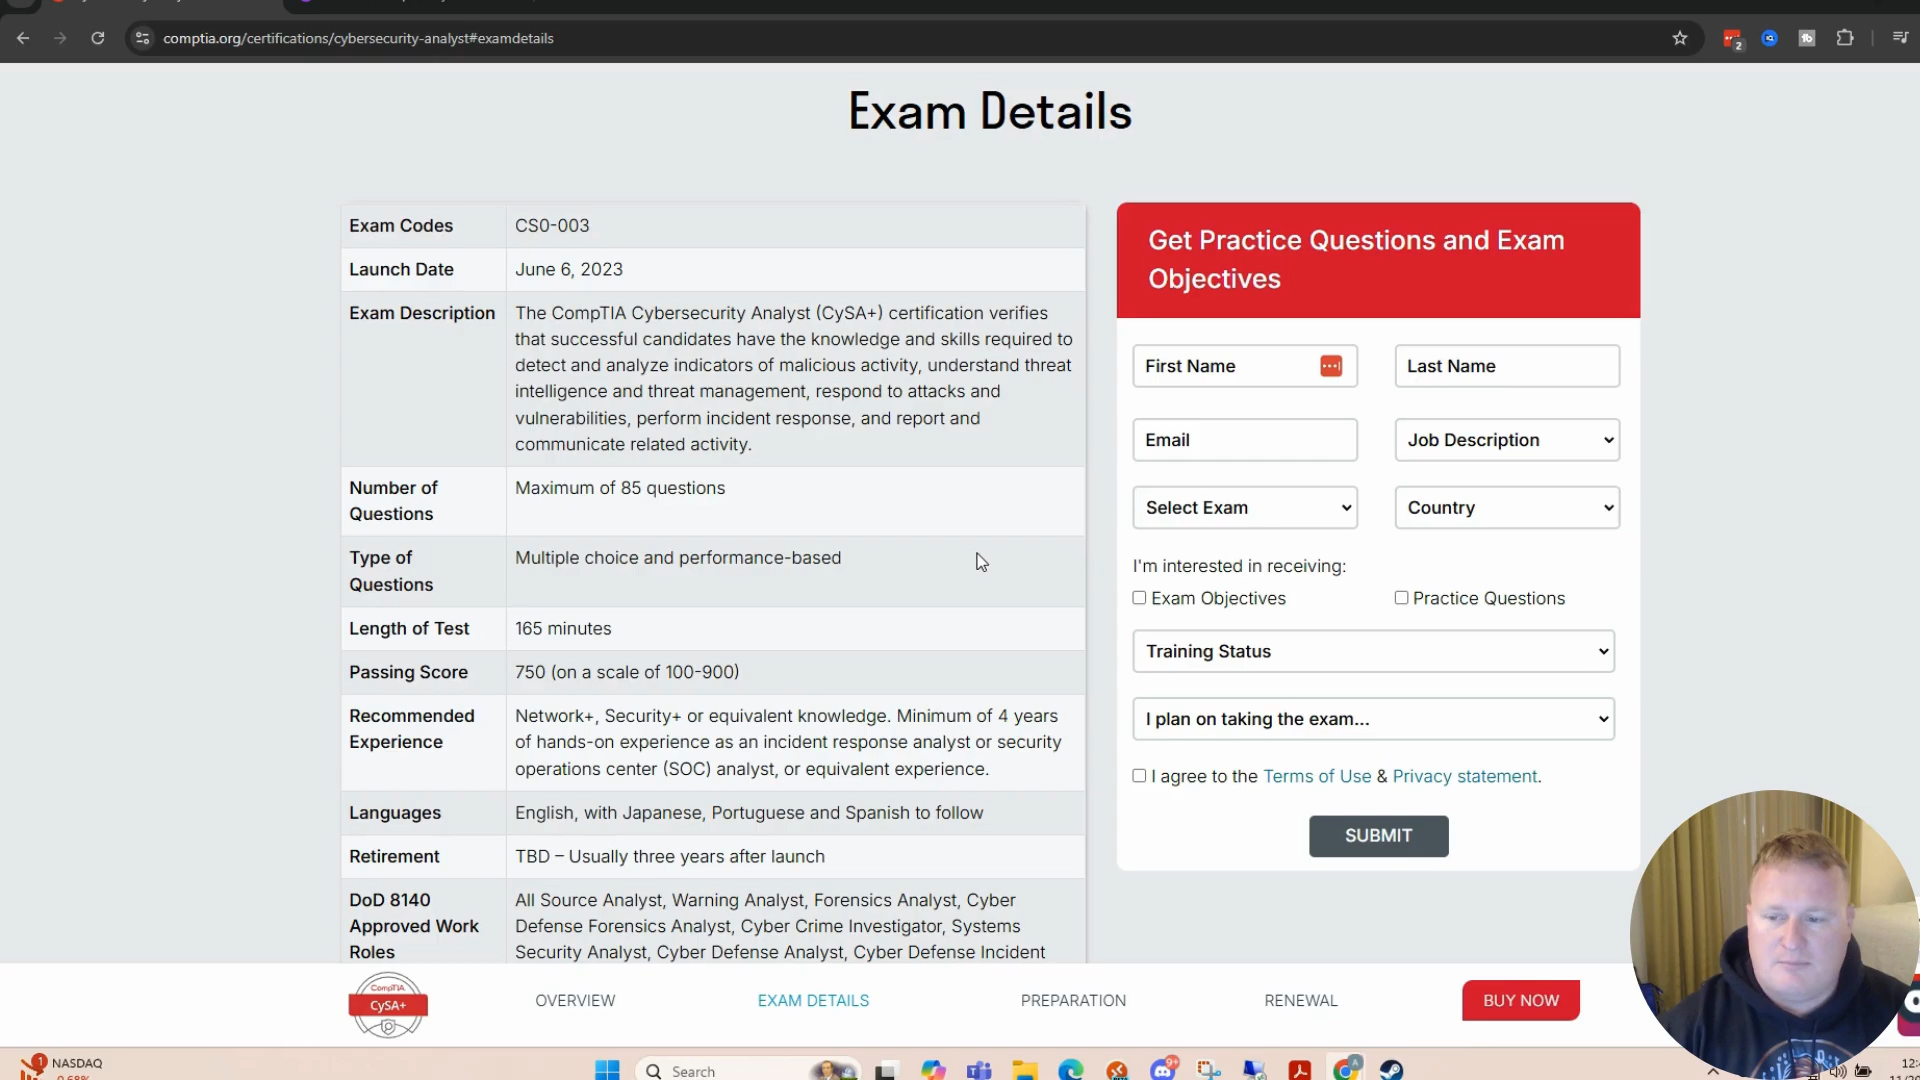 comptia.org/certifications/cybersecurity-analyst#examdetails
2
Exam Details
Exam Codes
CS0-003
Launch Date
June 6, 2023
Exam Description
The CompTIA Cybersecurity Analyst (CySA+) certification verifies
that successful candidates have the knowledge and skills required to
detect and analyze indicators of malicious activity, understand threat
intelligence and threat management, respond to attacks and
vulnerabilities, perform incident response, and report and
communicate related activity.
Number of
Questions
Maximum of 85 questions
Type of
Questions
Multiple choice and performance-based
Length of Test
165 minutes
Passing Score
750 (on a scale of 100-900)
Recommended
Experience
Network+, Security+ or equivalent knowledge. Minimum of 4 years
of hands-on experience as an incident response analyst or security
operations center (SOC) analyst, or equivalent experience.
Languages
English, with Japanese, Portuguese and Spanish to follow
Retirement
TBD – Usually three years after launch
DoD 8140
Approved Work
Roles
All Source Analyst, Warning Analyst, Forensics Analyst, Cyber
Defense Forensics Analyst, Cyber Crime Investigator, Systems
Security Analyst, Cyber Defense Analyst, Cyber Defense Incident
Get Practice Questions and Exam
Objectives
First Name
Last Name
Email
Job Description
Select Exam
Country
I'm interested in receiving:
Exam Objectives
Practice Questions
Training Status
I plan on taking the exam...
I agree to the Terms of Use & Privacy statement.
SUBMIT
CompTIA
CySA+
OVERVIEW
EXAM DETAILS
PREPARATION
RENEWAL
BUY NOW
1
NASDAQ
Search
9+